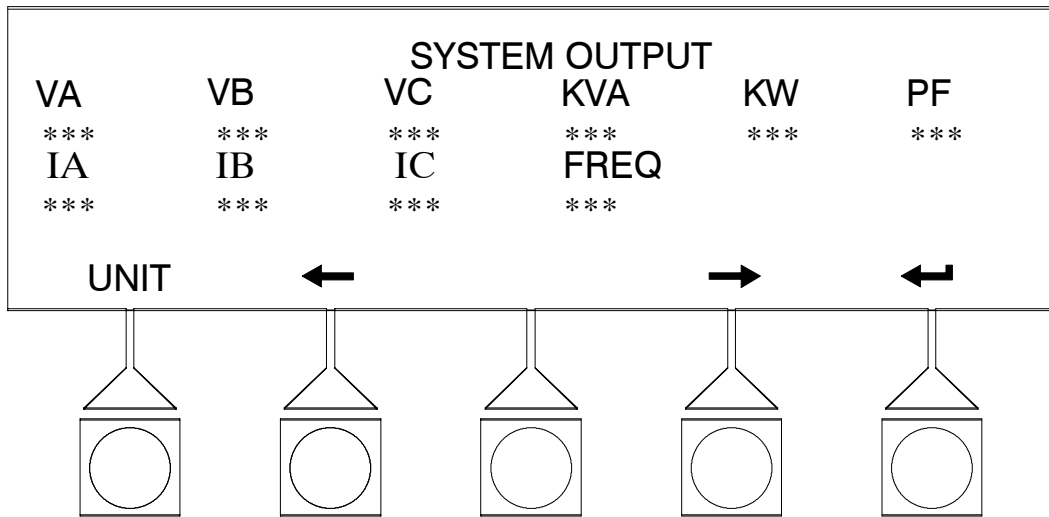 SYSTEM OUTPUT
VA VB VC KVA KW PF
*** *** *** *** *** ***
IA IB IC FREQ
*** *** *** ***
UNIT ← → ↵